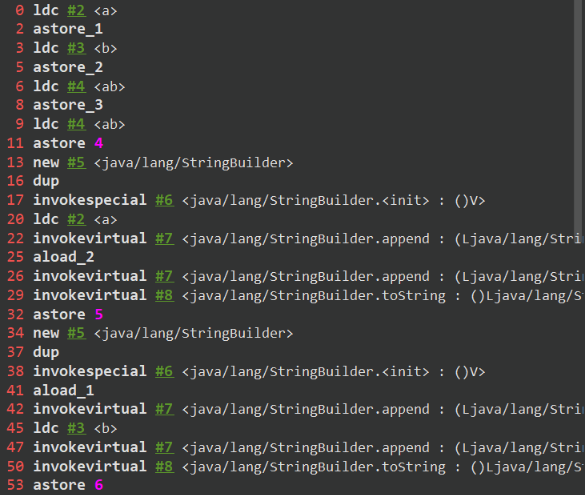 0 ldc #2 <a>
2 astore_1
3 ldc #3 <b>
5 astore_2
6 ldc #4 <ab>
8 astore_3
9 ldc #4 <ab>
11 astore 4
13 new #5 <java/lang/StringBuilder>
16 dup
17 invokespecial #6 <java/lang/StringBuilder.<init> : ()V>
20 ldc #2 <a>
22 invokevirtual #7 <java/lang/StringBuilder.append : (Ljava/lang/Stri
25 aload_2
26 invokevirtual #7 <java/lang/StringBuilder.append : (Ljava/lang/Stri
29 invokevirtual #8 <java/lang/StringBuilder.toString : ()Ljava/lang/S
32 astore 5
34 new #5 <java/lang/StringBuilder>
37 dup
38 invokespecial #6 <java/lang/StringBuilder.<init> : ()V>
41 aload_1
42 invokevirtual #7 <java/lang/StringBuilder.append : (Ljava/lang/Stri
45 ldc #3 <b>
47 invokevirtual #7 <java/lang/StringBuilder.append : (Ljava/lang/Stri
50 invokevirtual #8 <java/lang/StringBuilder.toString : ()Ljava/lang/S
53 astore 6